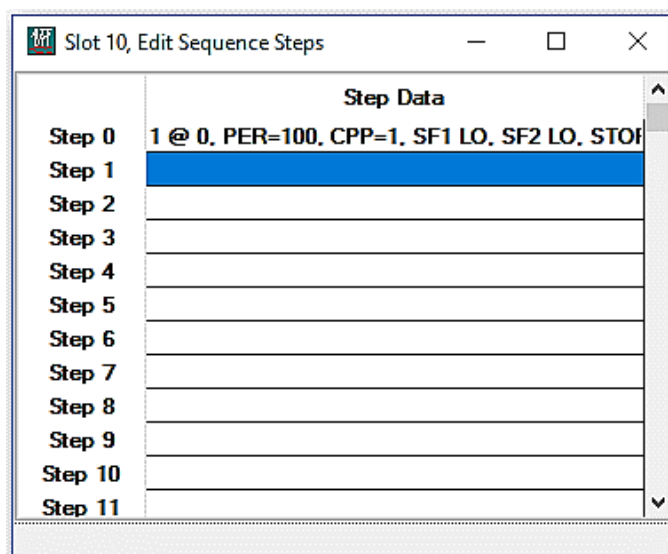 Slot 10, Edit Sequence Steps
Step Data
Step 0 1 @ 0, PER=100, CPP=1, SF1 LO, SF2 LO, STOP
Step 1
Step 2
Step 3
Step 4
Step 5
Step 6
Step 7
Step 8
Step 9
Step 10
Step 11